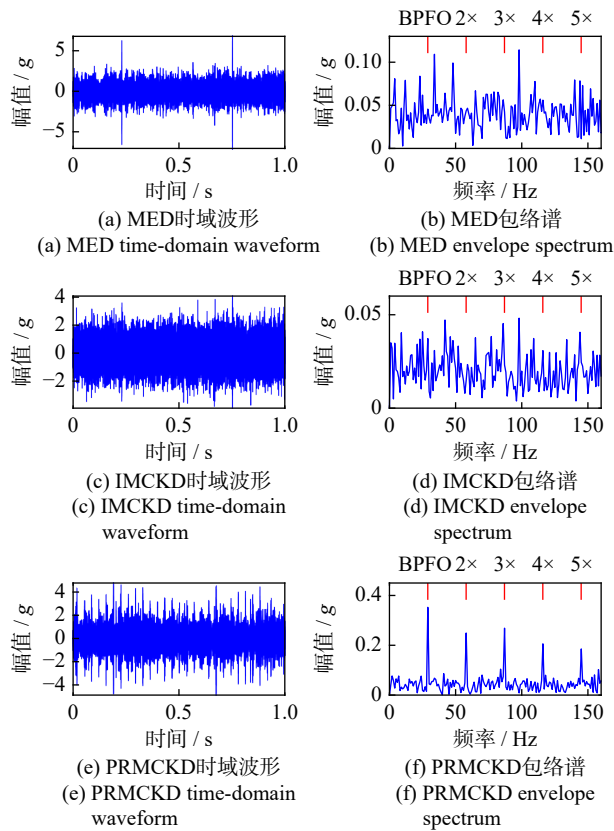 BPFO 2× 3× 4× 5×
幅值 / g
5
0
−5
0
0.5
1.0
时间 / s
幅值 / g
0.10
0.05
0
0
50
100
150
频率 / Hz
(a) MED时域波形
(a) MED time-domain waveform
(b) MED包络谱
(b) MED envelope spectrum
BPFO 2× 3× 4× 5×
幅值 / g
4
2
0
−2
0
0.5
1.0
时间 / s
幅值 / g
0.05
0
0
50
100
150
频率 / Hz
(c) IMCKD时域波形
(c) IMCKD time-domain
waveform
(d) IMCKD包络谱
(d) IMCKD envelope
spectrum
BPFO 2× 3× 4× 5×
幅值 / g
4
2
0
−2
−4
0
0.5
1.0
时间 / s
幅值 / g
0.4
0.2
0
0
50
100
150
频率 / Hz
(e) PRMCKD时域波形
(e) PRMCKD time-domain
waveform
(f) PRMCKD包络谱
(f) PRMCKD envelope
spectrum